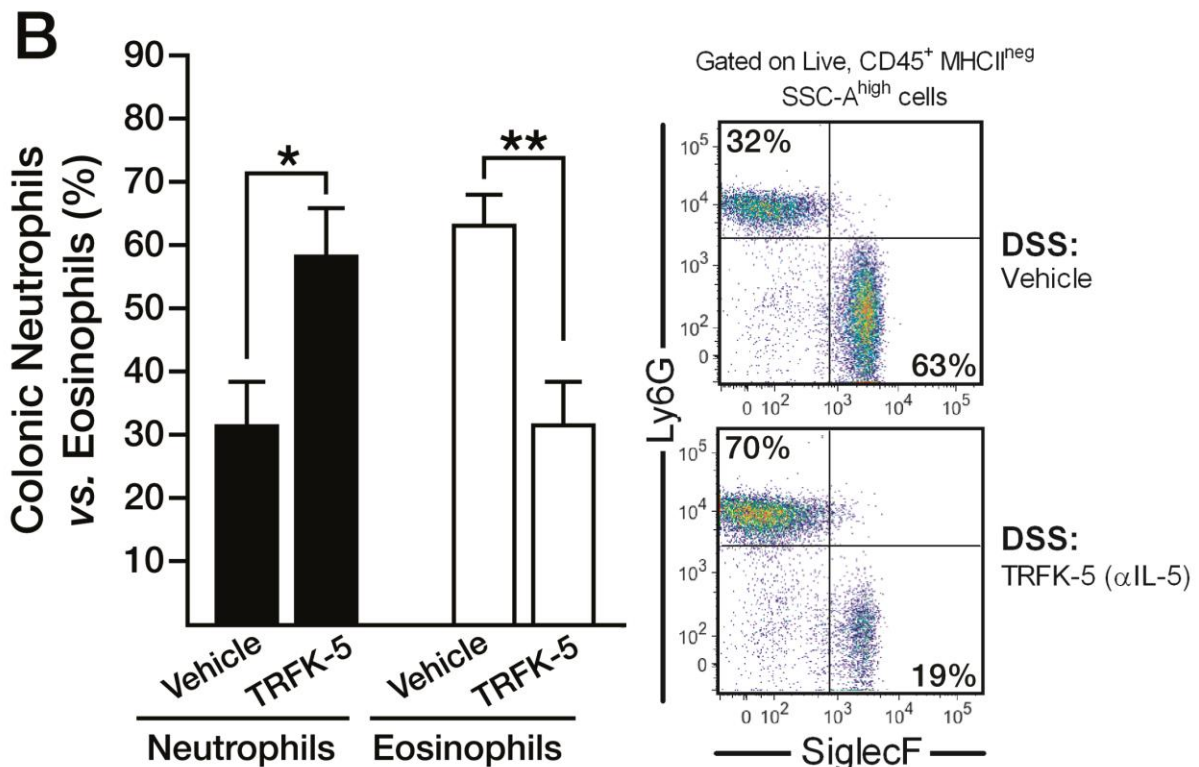 B
Colonic Neutrophils
vs. Eosinophils (%)
90
80
70
60
50
40
30
20
10
*
**
Vehicle
TRFK-5
Vehicle
TRFK-5
Neutrophils
Eosinophils
Gated on Live, CD45+ MHCIIneg
SSC-Ahigh cells
Ly6G
32%
63%
10^5
10^4
10^3
10^2
0
0 10^2 10^3 10^4 10^5
DSS:
Vehicle
70%
19%
10^5
10^4
10^3
10^2
0
0 10^2 10^3 10^4 10^5
DSS:
TRFK-5 (αIL-5)
SiglecF